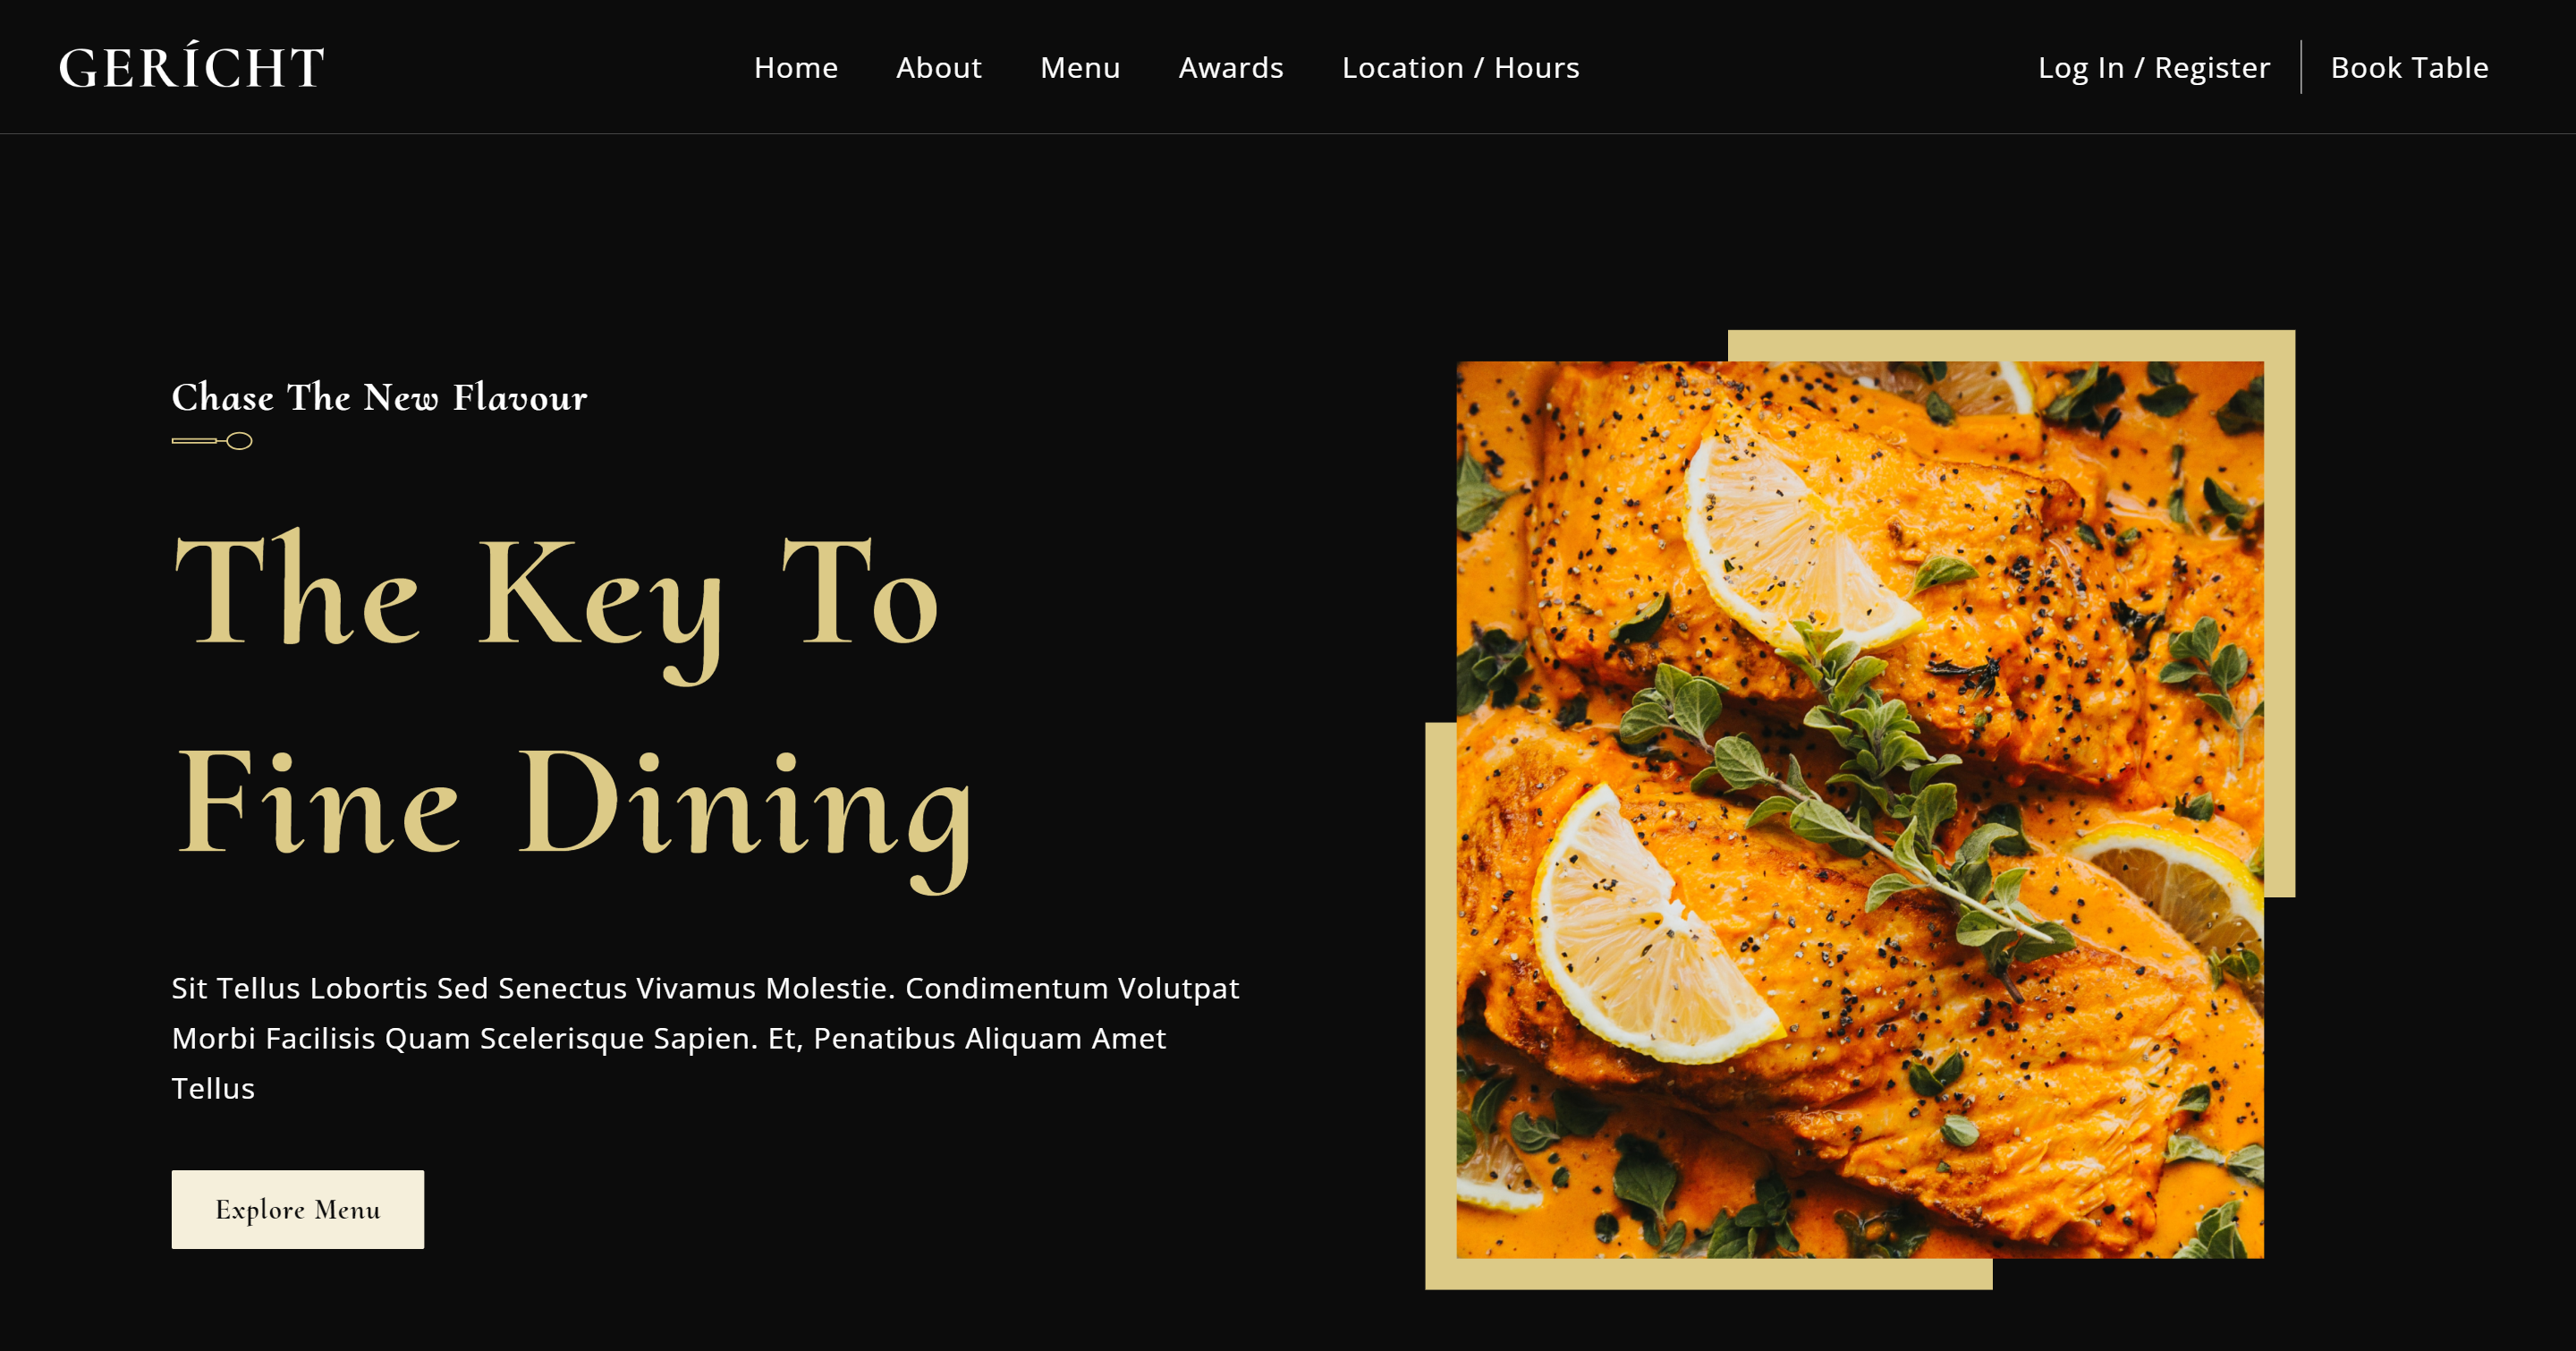 GERÍCHT
Home About Menu Awards Location / Hours
Log In / Register Book Table
Chase The New Flavour
The Key To
Fine Dining
Sit Tellus Lobortis Sed Senectus Vivamus Molestie. Condimentum Volutpat
Morbi Facilisis Quam Scelerisque Sapien. Et, Penatibus Aliquam Amet
Tellus
Explore Menu